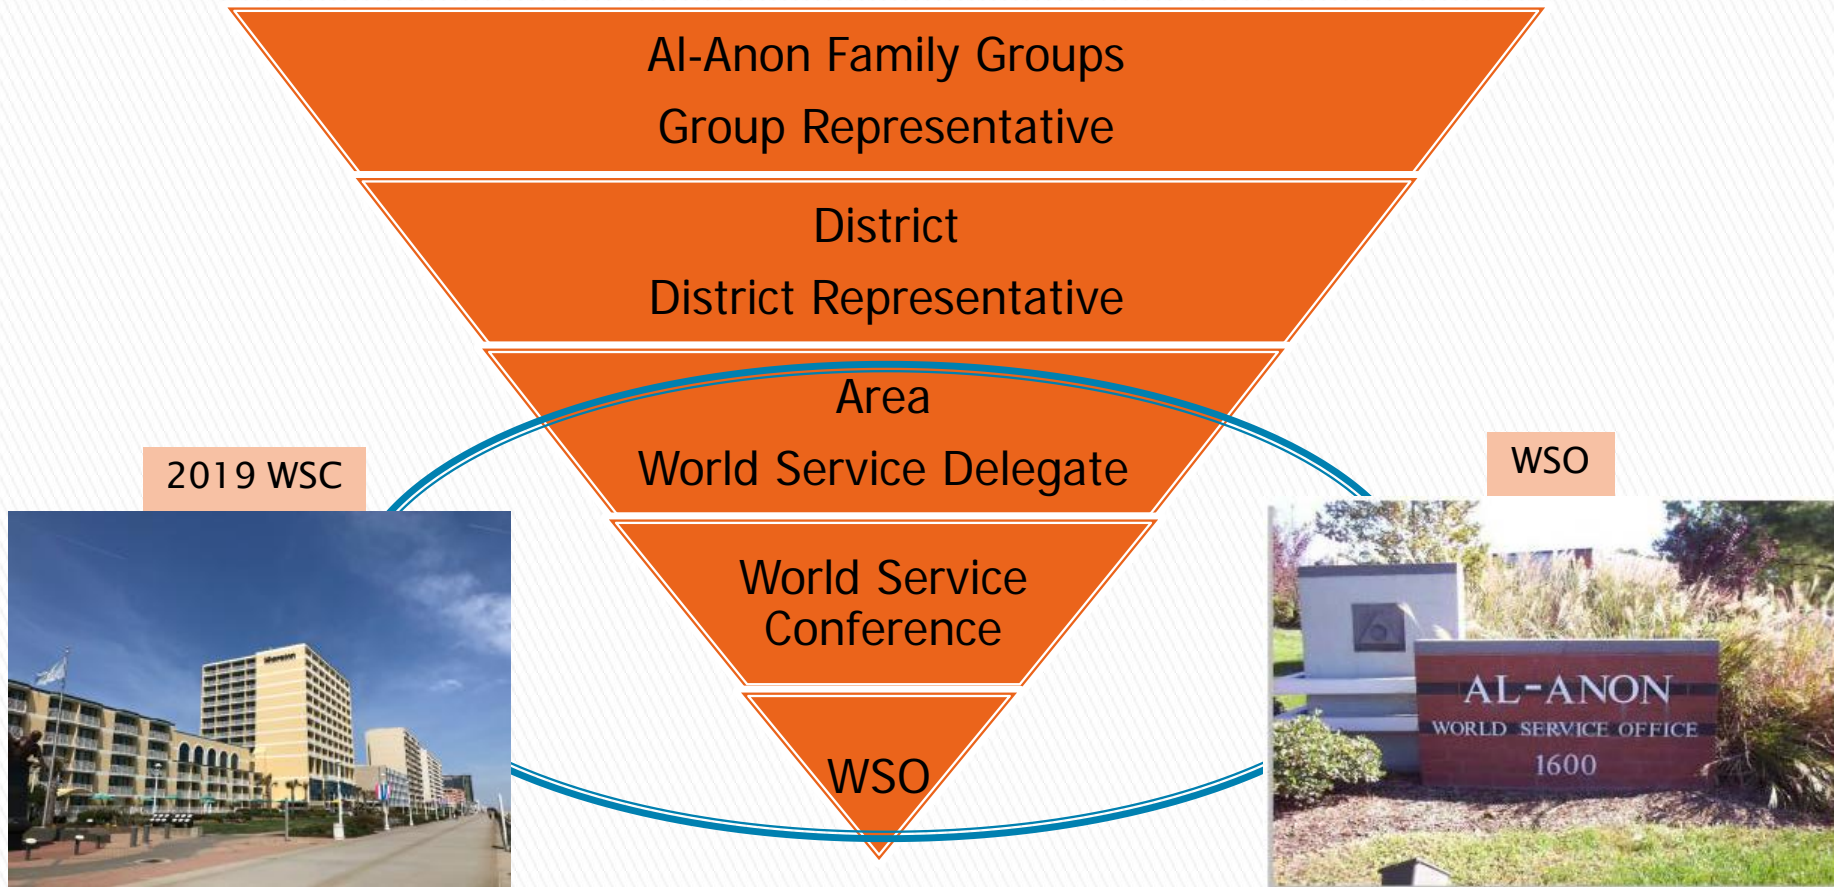 Al-Anon Family Groups
Group Representative
District
District Representative
Area
World Service Delegate
World Service
Conference
WSO
2019 WSC
Sheraton
WSO
AL-ANON
WORLD SERVICE OFFICE
1600